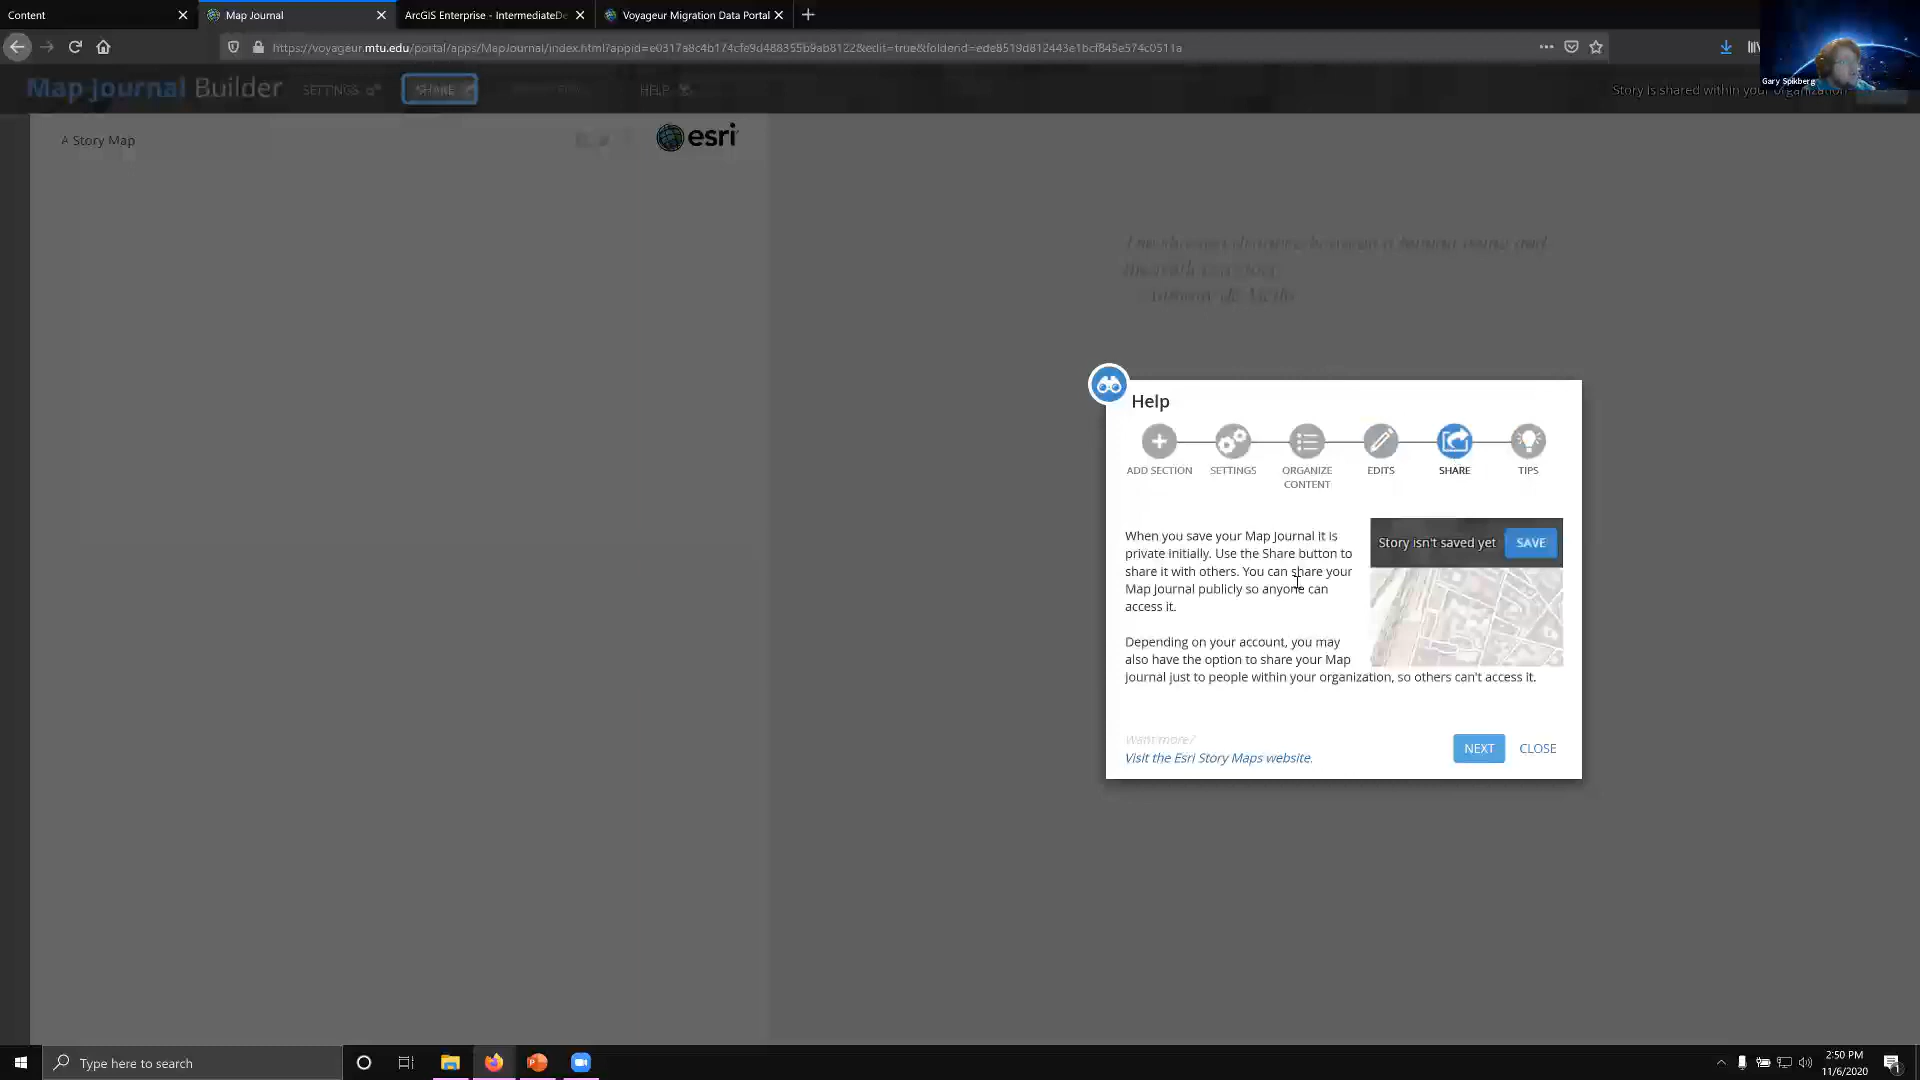 Content
Map Journal
ArcGIS Enterprise - IntermediateDe
Voyageur Migration Data Portal
https://voyageur.mtu.edu/portal/apps/MapJournal/index.html?appid=e0317a8c4b174cfe9d488355b9ab8122&edit=true&folderid=ede8519d812443e1bcf845e574c0511a
Gary Spikberg
Map Journal Builder
SETTINGS
SHARE
HELP
Story is shared within your organization
A Story Map
esri
Help
ADD SECTION
SETTINGS
ORGANIZE
CONTENT
EDITS
SHARE
TIPS
When you save your Map Journal it is
private initially. Use the Share button to
share it with others. You can share your
Map Journal publicly so anyone can
access it.
Story isn't saved yet
SAVE
Depending on your account, you may
also have the option to share your Map
Journal just to people within your organization, so others can't access it.
Want more?
Visit the Esri Story Maps website.
NEXT
CLOSE
Type here to search
2:50 PM
11/6/2020